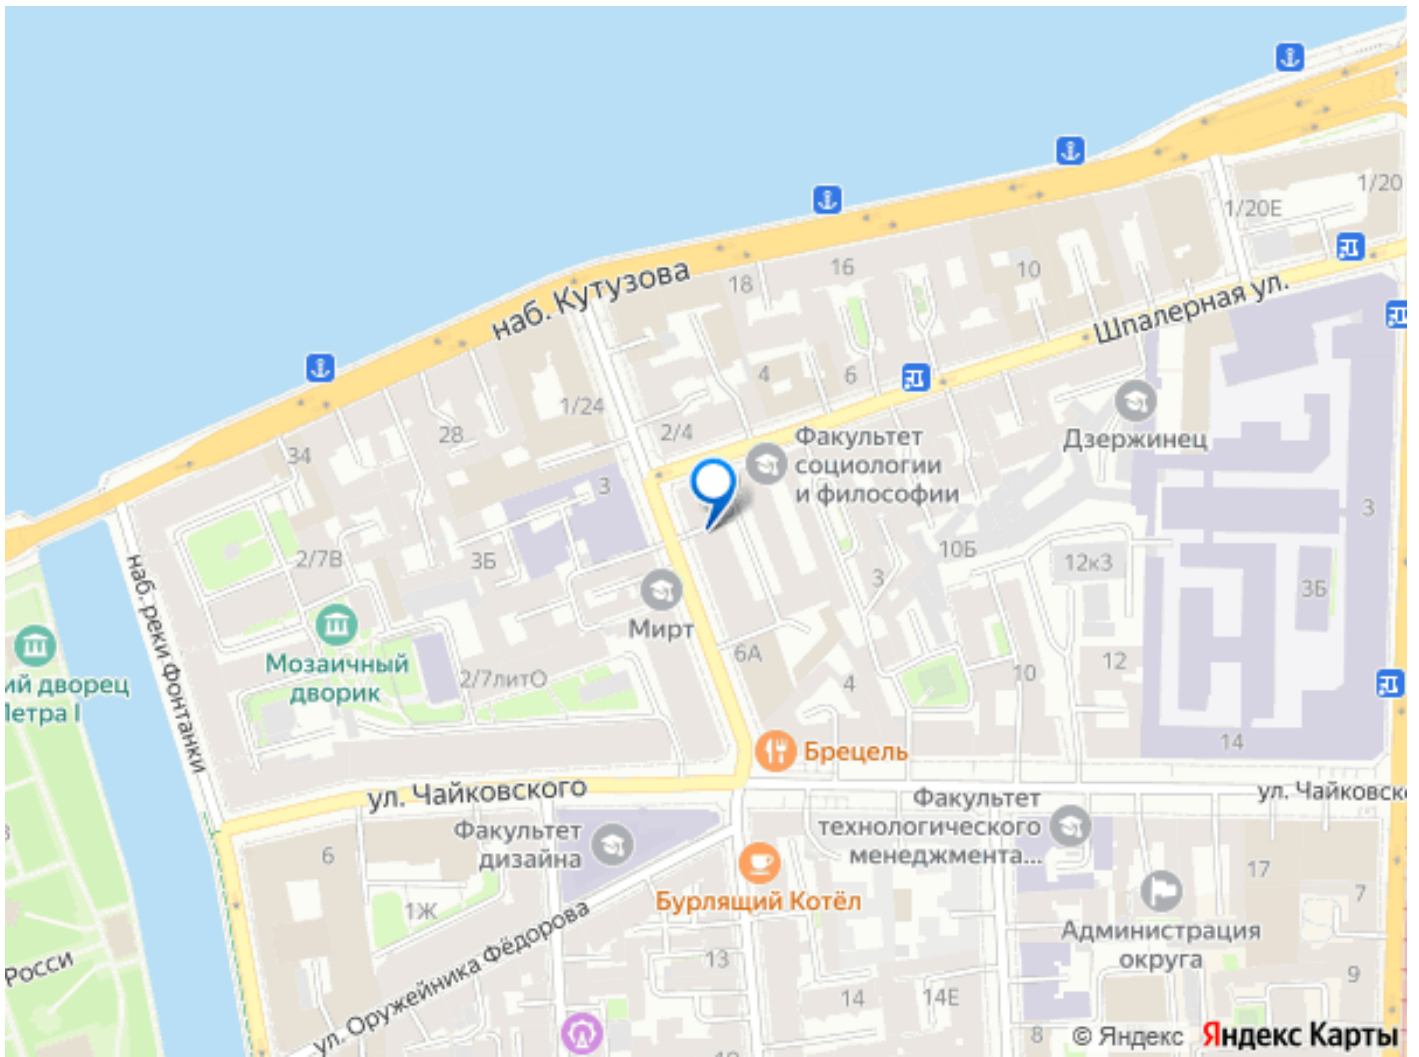 1/20
1/20Е
наб. Кутузова
18
16
10
Шпалерная ул.
4
6
1/24
2/4
28
34
Дзержинец
Факультет
социологии
и философии
3
3
2/7В
3Б
10Б
12к3
3
3Б
наб. реки Фонтанки
Мирт
Мозаичный
дворик
ий дворец
Петра I
2/7литО
6А
4
10
12
14
Брецель
ул. Чайковского
ул. Чайковско
Факультет
технологического
менеджмента...
Факультет
дизайна
6
17
7
1Ж
Бурлящий Котёл
Администрация
округа
ул. Оружейника Фёдорова
Росси
13
14
14Е
9
8
© Яндекс Яндекс Карты